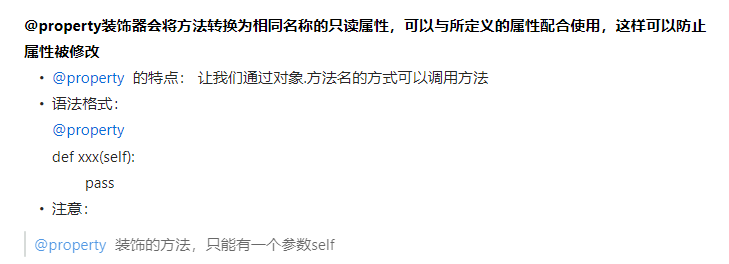 @property装饰器会将方法转换为相同名称的只读属性，可以与所定义的属性配合使用，这样可以防止
属性被修改
• @property 的特点： 让我们通过对象.方法名的方式可以调用方法
• 语法格式：
@property
def xxx(self):
pass
• 注意：
@property 装饰的方法，只能有一个参数self